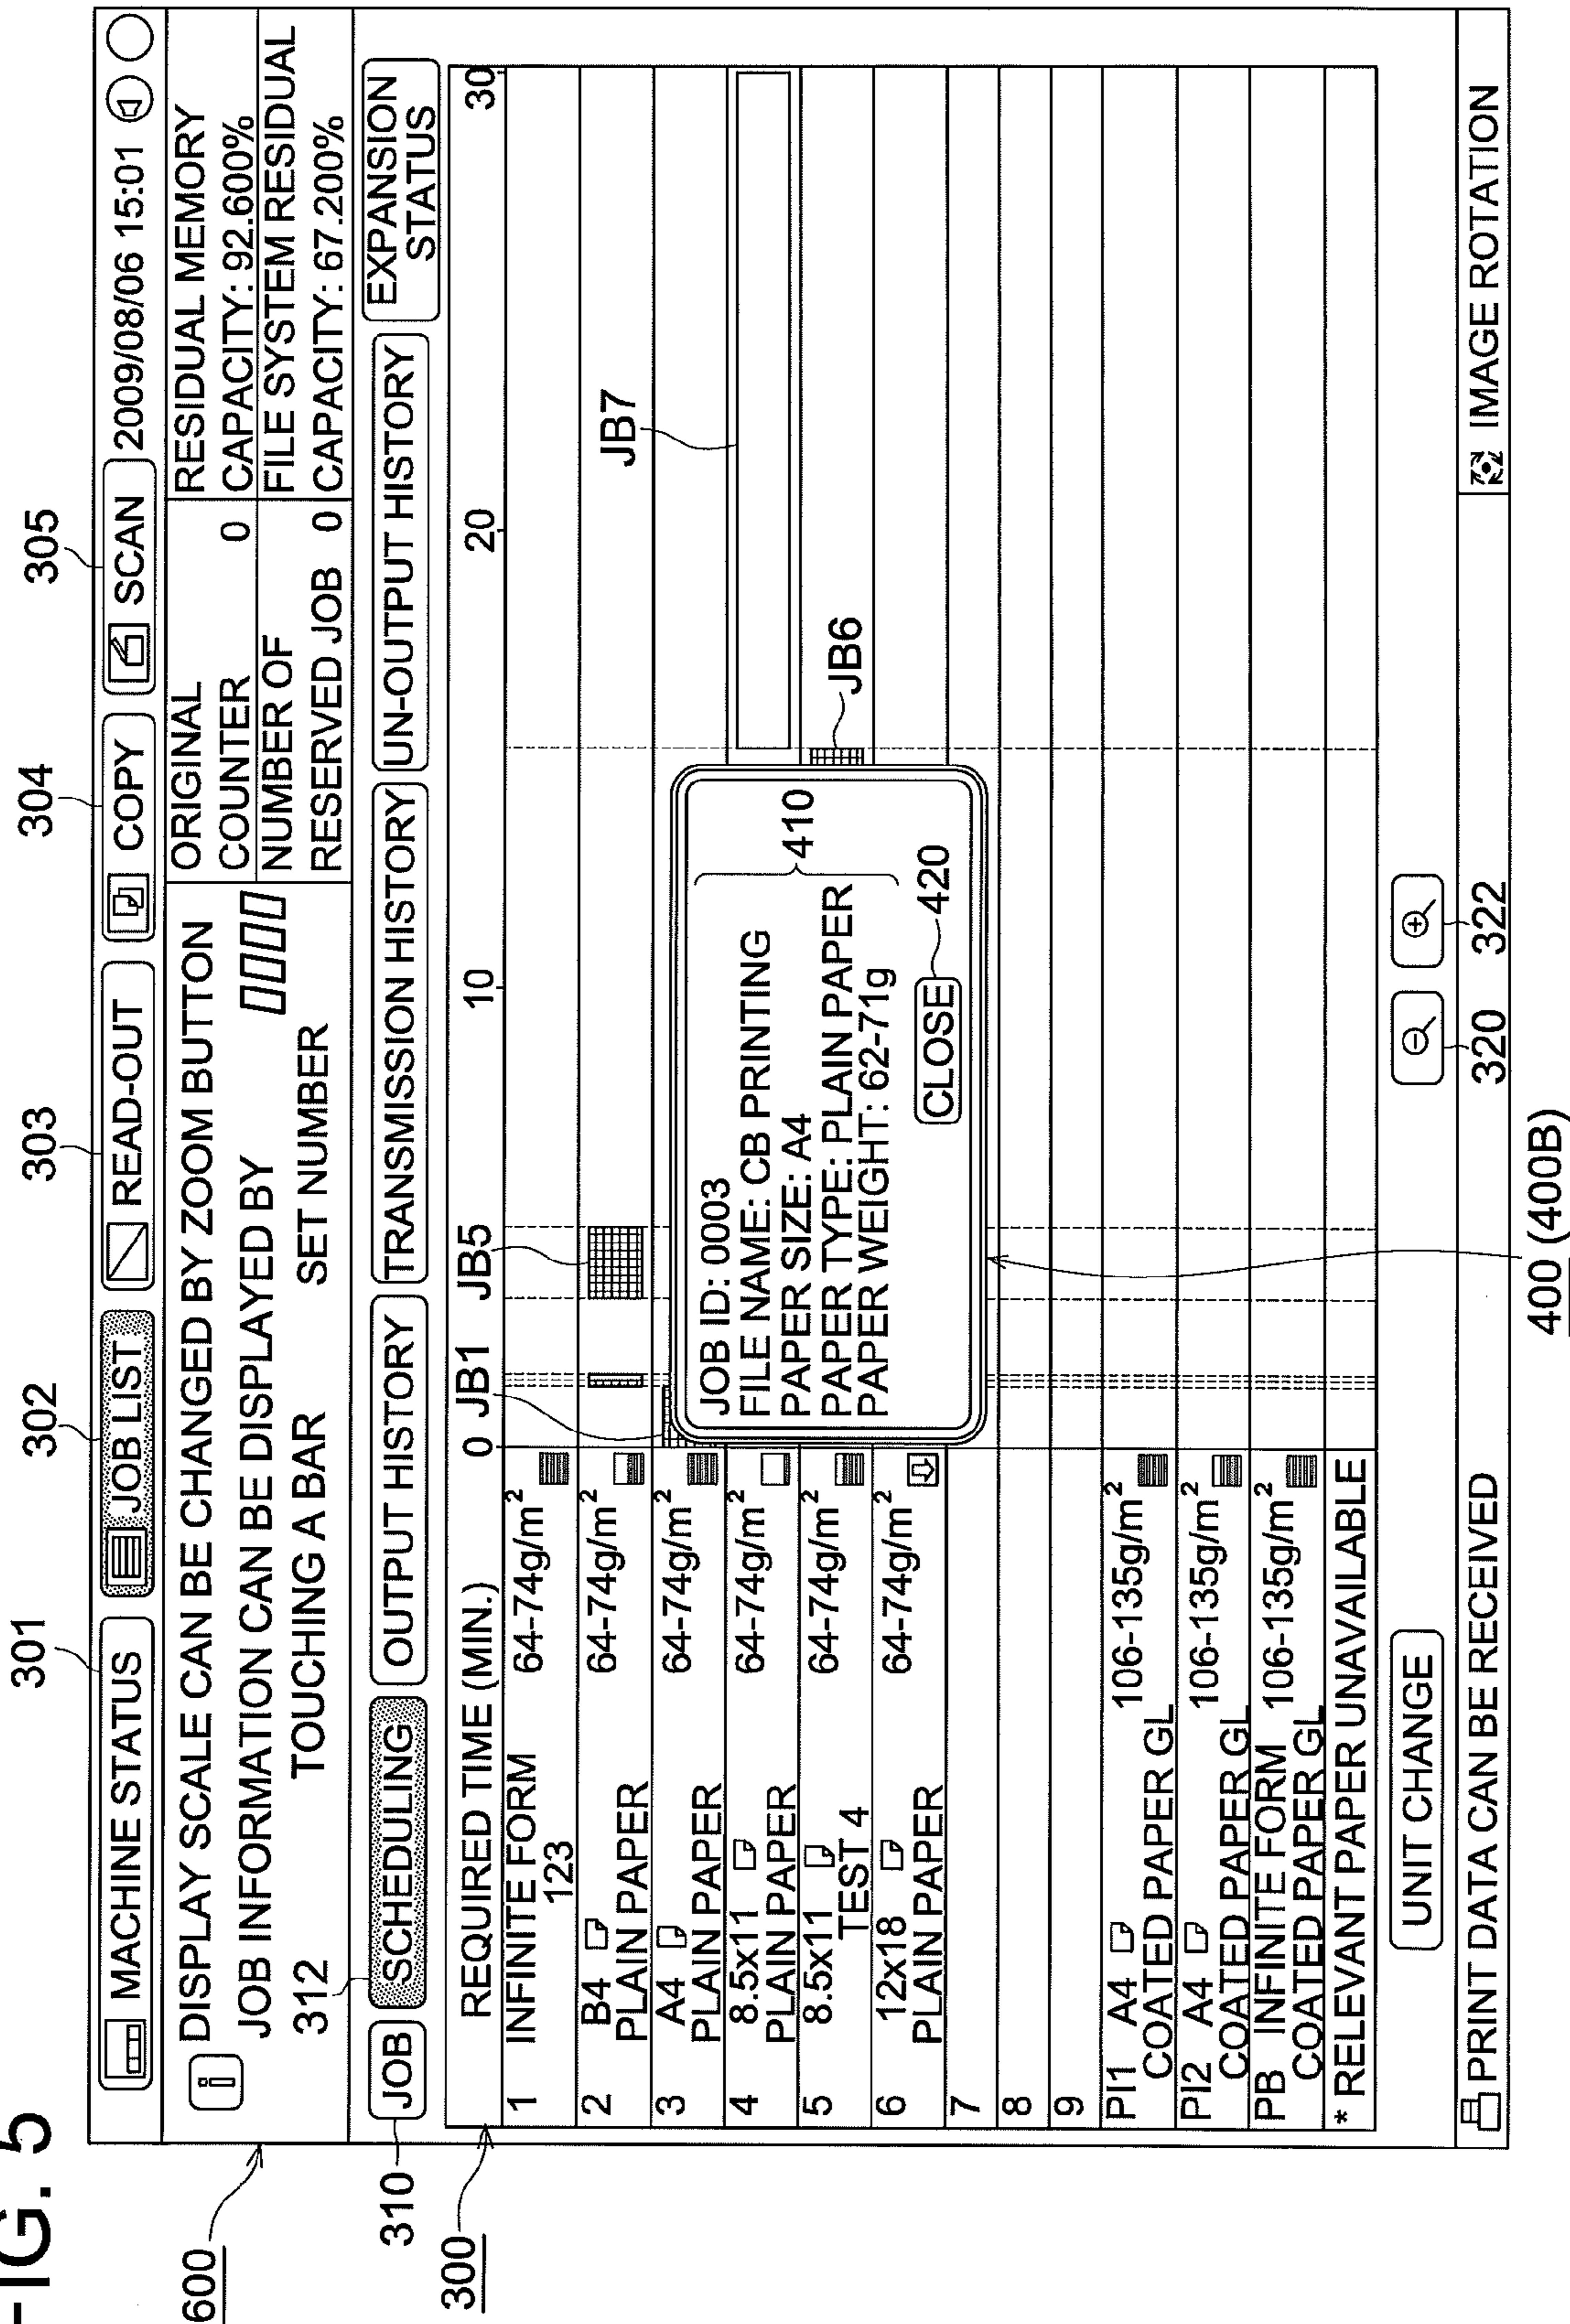 FIG. 5
301
302
303
304
305
MACHINE STATUS
JOB LIST
READ-OUT
COPY
SCAN
2009/08/06 15:01
600
i
DISPLAY SCALE CAN BE CHANGED BY ZOOM BUTTON
JOB INFORMATION CAN BE DISPLAYED BY
TOUCHING A BAR
SET NUMBER
ORIGINAL
COUNTER 0
NUMBER OF
RESERVED JOB 0
RESIDUAL MEMORY
CAPACITY: 92.600%
FILE SYSTEM RESIDUAL
CAPACITY: 67.200%
312
310
JOB
SCHEDULING
OUTPUT HISTORY
TRANSMISSION HISTORY
UN-OUTPUT HISTORY
EXPANSION
STATUS
300
REQUIRED TIME (MIN.)
0
JB1
JB5
10
20
30
1 INFINITE FORM 64-74g/m²
123
2 B4 64-74g/m²
PLAIN PAPER
3 A4 64-74g/m²
PLAIN PAPER
4 8.5x11 64-74g/m²
PLAIN PAPER
5 8.5x11 64-74g/m²
TEST 4
6 12x18 64-74g/m²
PLAIN PAPER
7
8
9
PI1 A4 106-135g/m²
COATED PAPER GL
PI2 A4 106-135g/m²
COATED PAPER GL
PB INFINITE FORM 106-135g/m²
COATED PAPER GL
* RELEVANT PAPER UNAVAILABLE
JB7
JB6
JOB ID: 0003
FILE NAME: CB PRINTING
PAPER SIZE: A4
PAPER TYPE: PLAIN PAPER
PAPER WEIGHT: 62-71g
410
CLOSE
420
UNIT CHANGE
320
322
PRINT DATA CAN BE RECEIVED
IMAGE ROTATION
400 (400B)